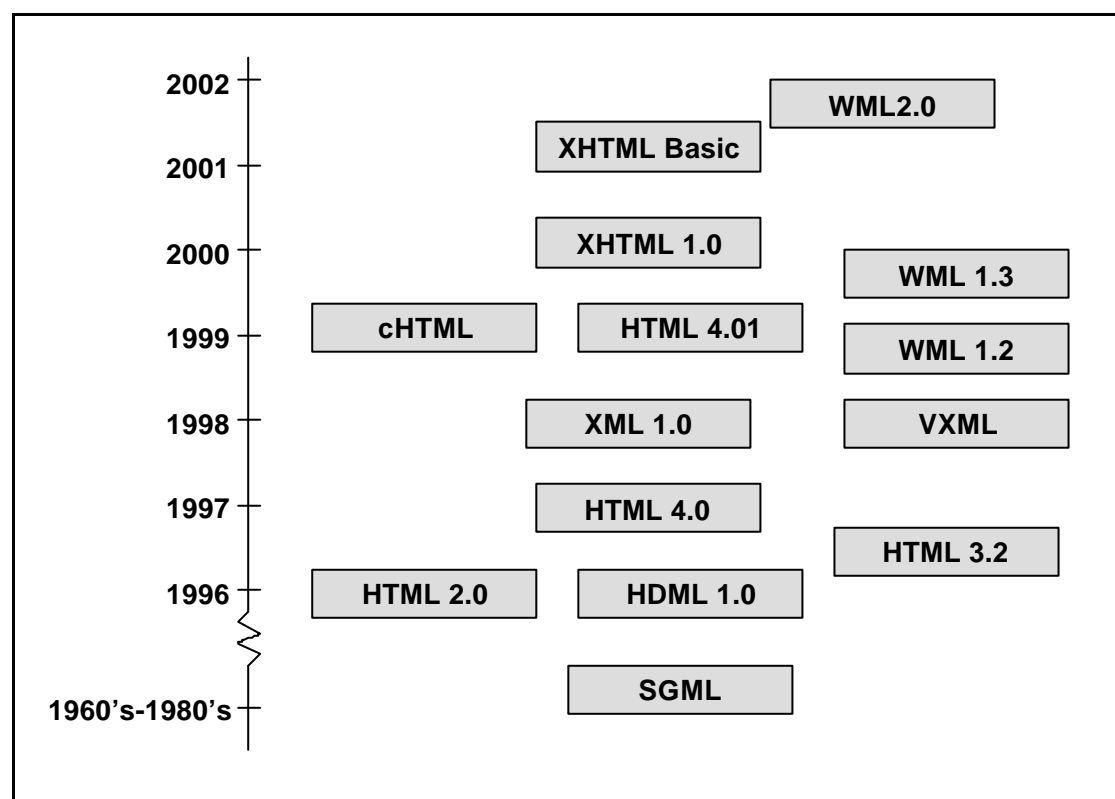 2002
WML2.0
XHTML Basic
2001
XHTML 1.0
2000
WML 1.3
cHTML
HTML 4.01
1999
WML 1.2
XML 1.0
VXML
1998
HTML 4.0
1997
HTML 3.2
HTML 2.0
HDML 1.0
1996
SGML
1960's-1980's